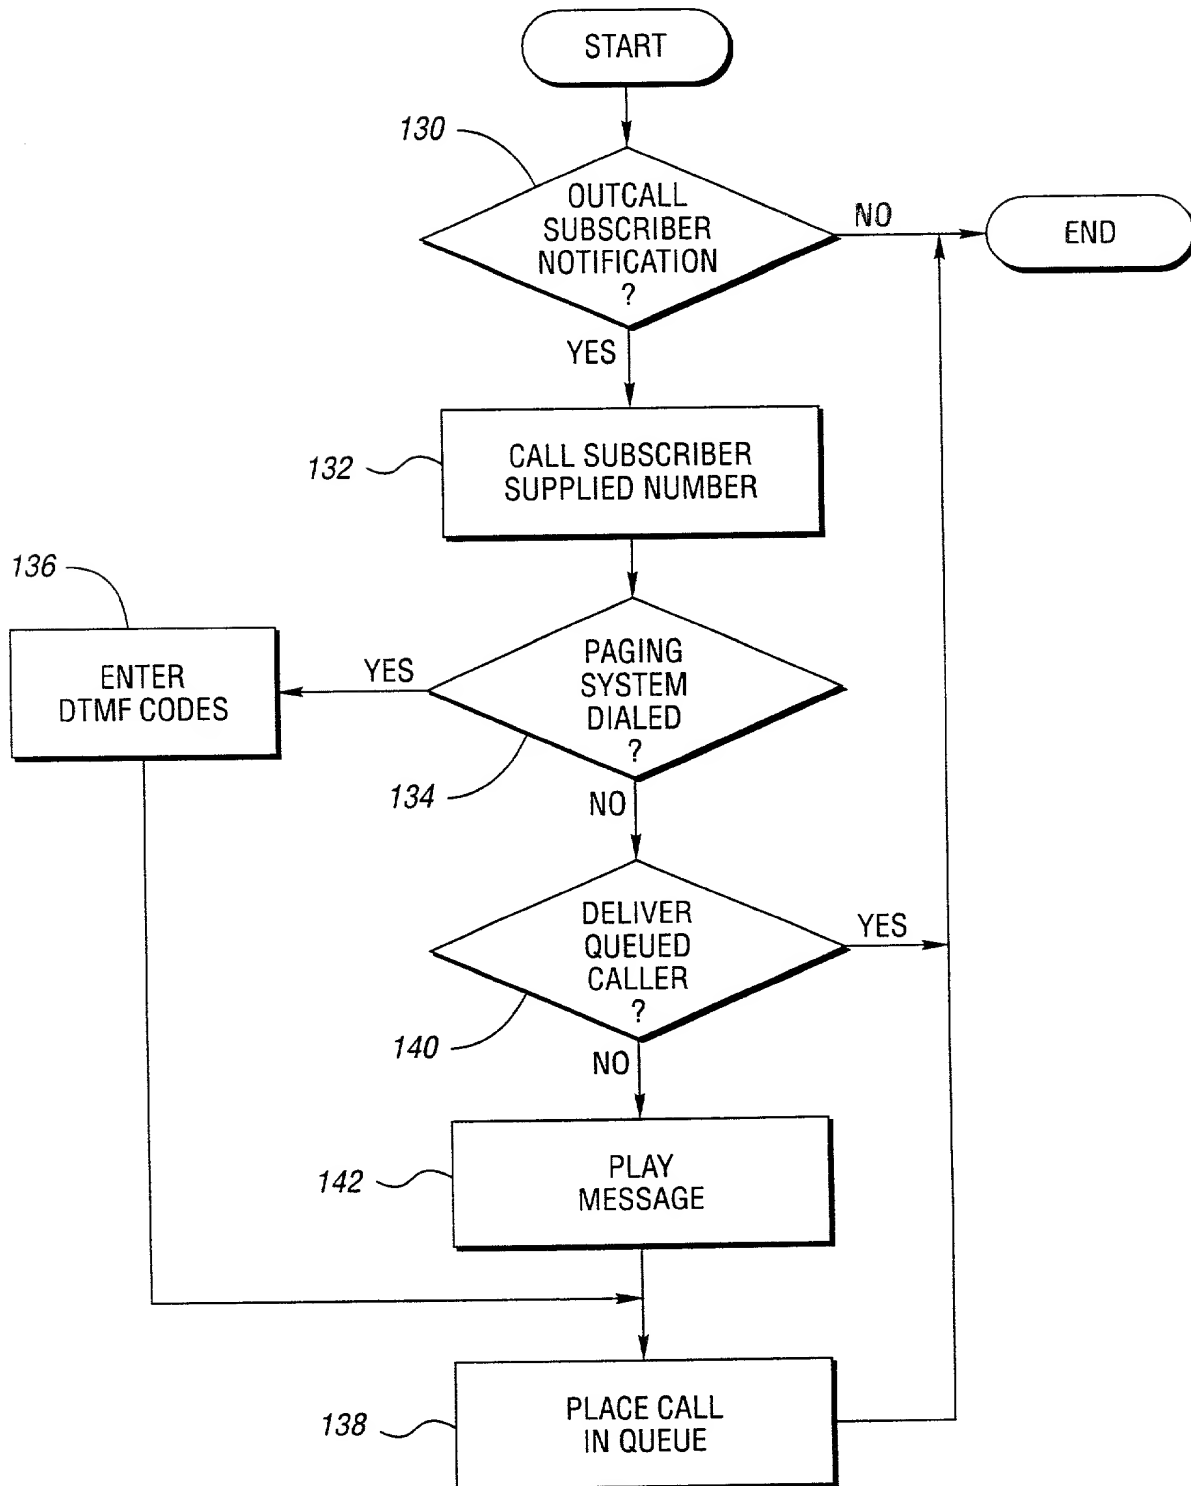 START
130
OUTCALL
SUBSCRIBER
NOTIFICATION
?
NO
END
YES
132
CALL SUBSCRIBER
SUPPLIED NUMBER
136
ENTER
DTMF CODES
YES
PAGING
SYSTEM
DIALED
?
134
NO
DELIVER
QUEUED
CALLER
?
YES
140
NO
142
PLAY
MESSAGE
138
PLACE CALL
IN QUEUE